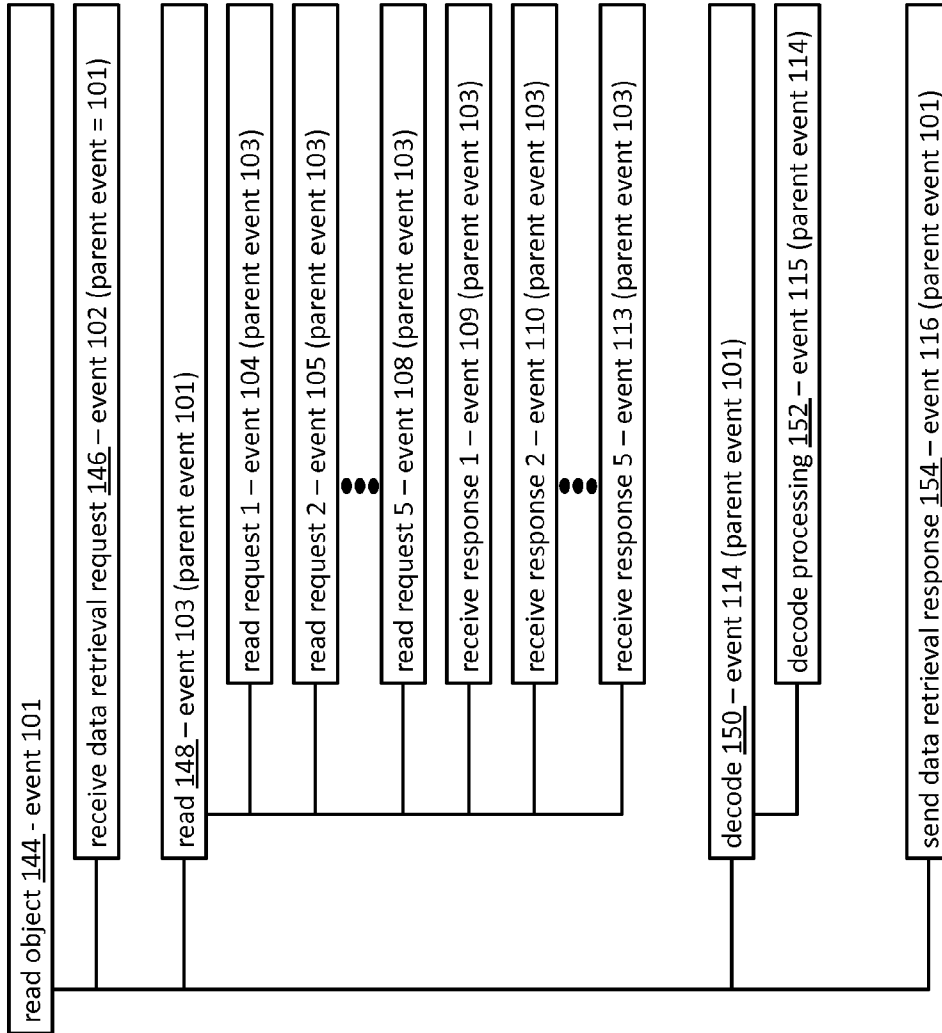 read object 144 - event 101
receive data retrieval request 146 – event 102 (parent event = 101)
read 148 – event 103 (parent event 101)
read request 1 – event 104 (parent event 103)
read request 2 – event 105 (parent event 103)
read request 5 – event 108 (parent event 103)
receive response 1 – event 109 (parent event 103)
receive response 2 – event 110 (parent event 103)
receive response 5 - event 113 (parent event 103)
decode 150 – event 114 (parent event 101)
decode processing 152 – event 115 (parent event 114)
send data retrieval response 154 – event 116 (parent event 101)